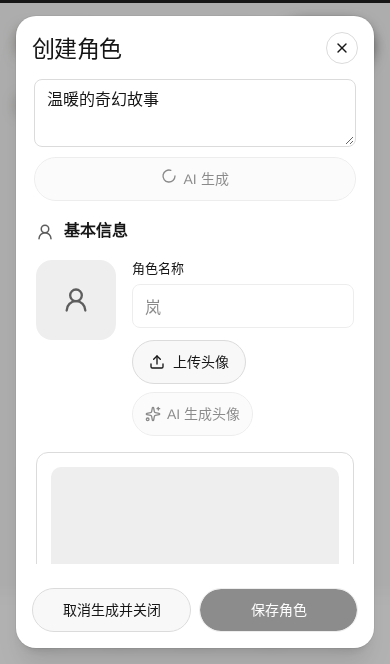 创建角色
温暖的奇幻故事
AI 生成
基本信息
角色名称
岚
上传头像
AI 生成头像
取消生成并关闭
保存角色